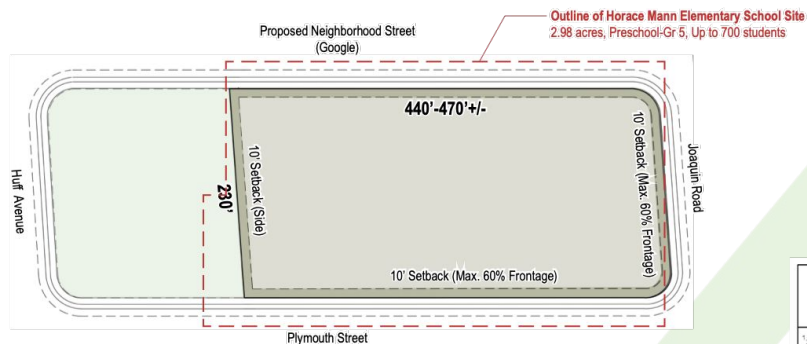 Outline of Horace Mann Elementary School Site
2.98 acres, Preschool-Gr 5, Up to 700 students
Proposed Neighborhood Street
(Google)
440'-470'+/-
Huff Avenue
230'
10' Setback (Side)
10' Setback (Max. 60% Frontage)
Joaquin Road
10' Setback (Max. 60% Frontage)
Plymouth Street